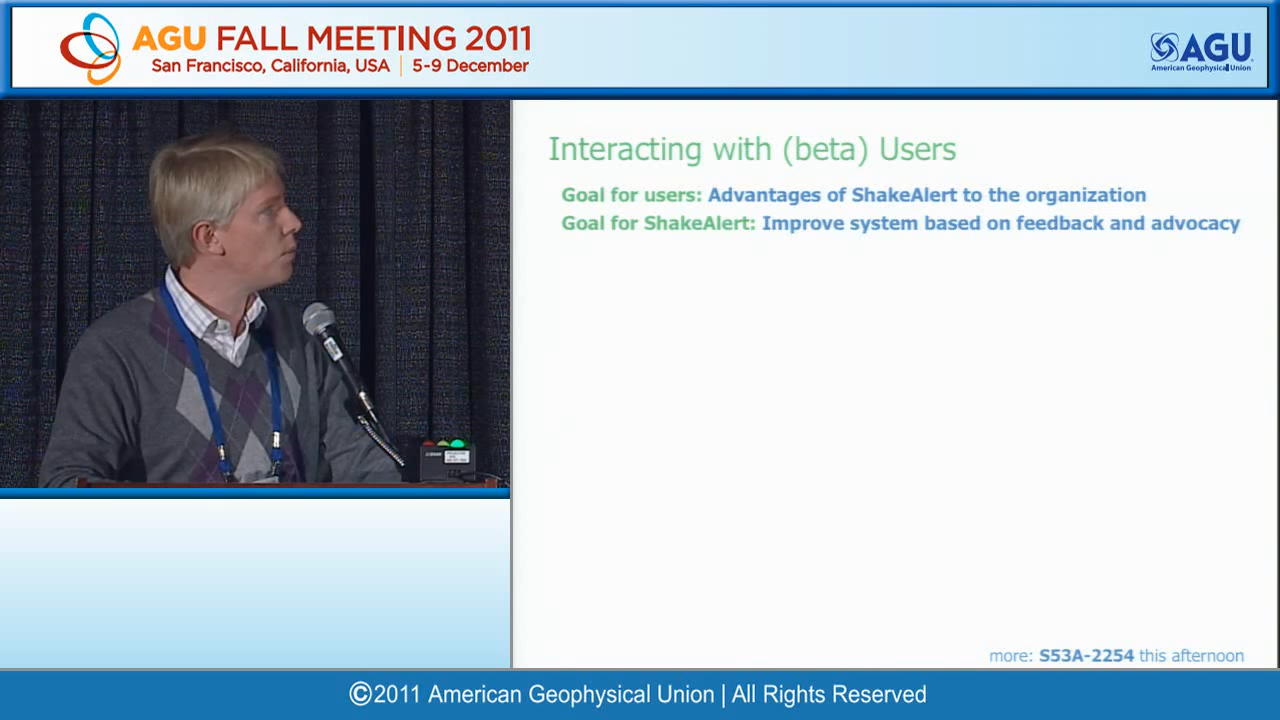 AGU FALL MEETING 2011
San Francisco, California, USA | 5-9 December
AGU
American Geophysical Union
Interacting with (beta) Users
Goal for users: Advantages of ShakeAlert to the organization
Goal for ShakeAlert: Improve system based on feedback and advocacy
more: S53A-2254 this afternoon
©2011 American Geophysical Union | All Rights Reserved